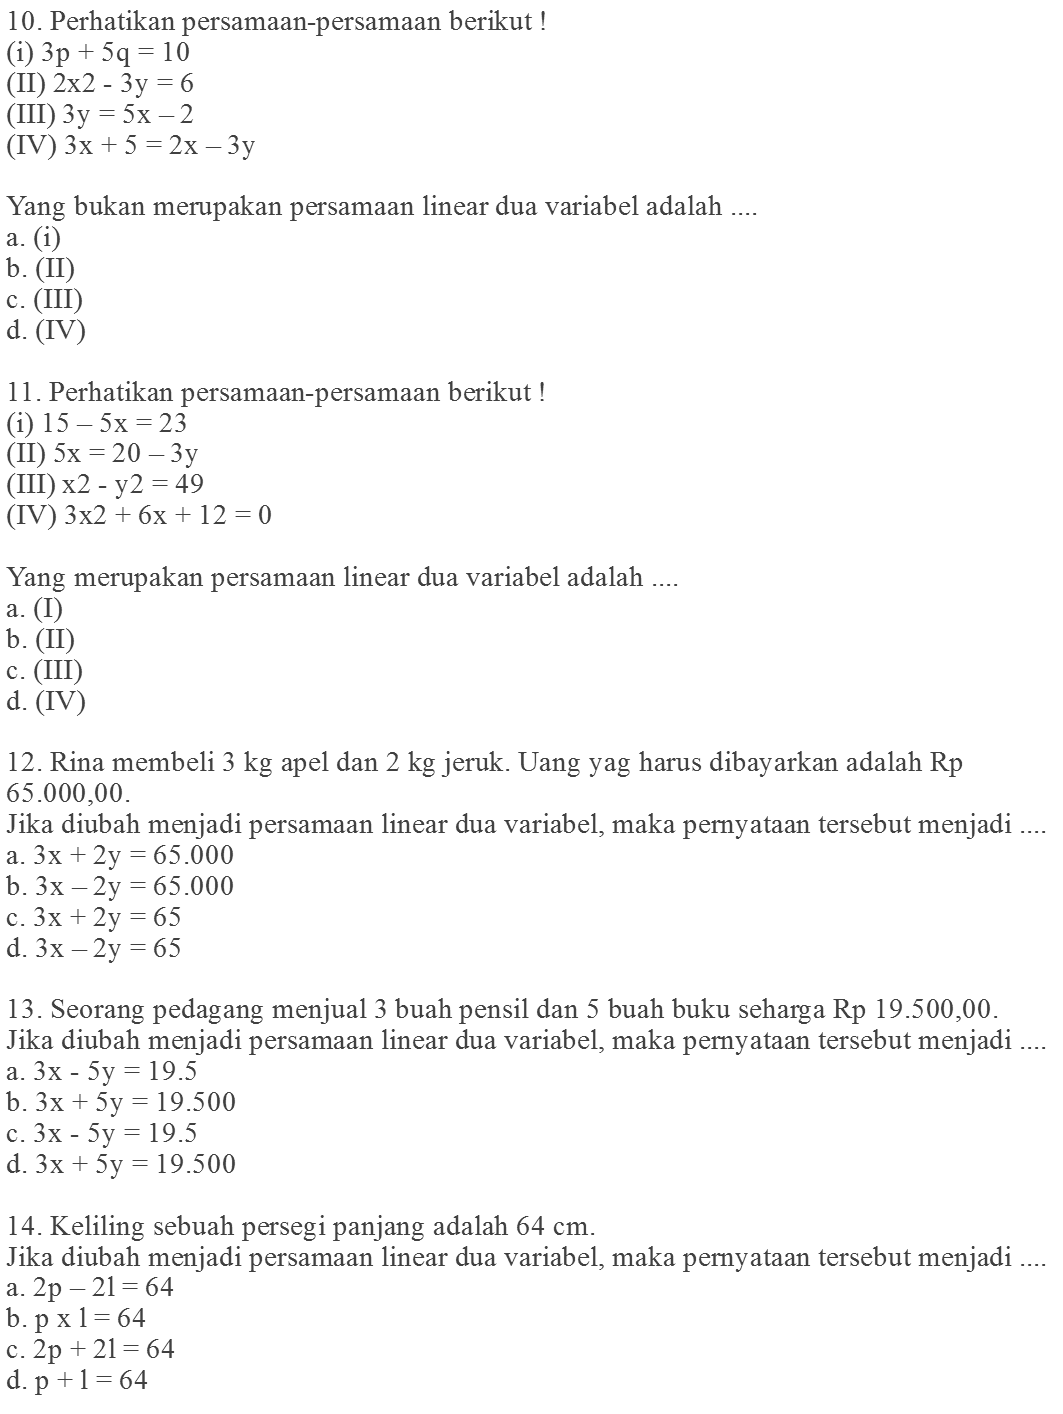 10. Perhatikan persamaan-persamaan berikut !
(i) 3p + 5q = 10
(II) 2x2 - 3y = 6
(III) 3y = 5x – 2
(IV) 3x + 5 = 2x – 3y
Yang bukan merupakan persamaan linear dua variabel adalah ....
a. (i)
b. (II)
c. (III)
d. (IV)
11. Perhatikan persamaan-persamaan berikut !
(i) 15 – 5x = 23
(II) 5x = 20 – 3y
(III) x2 - y2 = 49
(IV) 3x2 + 6x + 12 = 0
Yang merupakan persamaan linear dua variabel adalah ....
a. (I)
b. (II)
c. (III)
d. (IV)
12. Rina membeli 3 kg apel dan 2 kg jeruk. Uang yag harus dibayarkan adalah Rp
65.000,00.
Jika diubah menjadi persamaan linear dua variabel, maka pernyataan tersebut menjadi ....
a. 3x + 2y = 65.000
b. 3x – 2y = 65.000
c. 3x + 2y = 65
d. 3x – 2y = 65
13. Seorang pedagang menjual 3 buah pensil dan 5 buah buku seharga Rp 19.500,00.
Jika diubah menjadi persamaan linear dua variabel, maka pernyataan tersebut menjadi ....
a. 3x - 5y = 19.5
b. 3x + 5y = 19.500
c. 3x - 5y = 19.5
d. 3x + 5y = 19.500
14. Keliling sebuah persegi panjang adalah 64 cm.
Jika diubah menjadi persamaan linear dua variabel, maka pernyataan tersebut menjadi ....
a. 2p – 2l = 64
b. p x l = 64
c. 2p + 2l = 64
d. p + l = 64